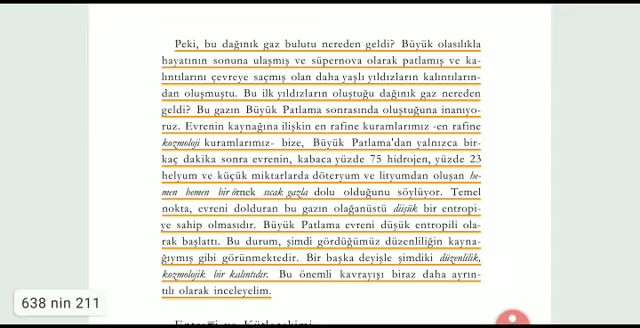 Peki, bu dağınık gaz bulutu nereden geldi? Büyük olasılıkla
hayatının sonuna ulaşmış ve süpernova olarak patlamış ve ka-
lıntılarını çevreye saçmış olan daha yaşlı yıldızların kalıntıların-
dan oluşmuştu. Bu ilk yıldızların oluştuğu dağınık gaz nereden
geldi? Bu gazın Büyük Patlama sonrasında oluştuğuna inanıyo-
ruz. Evrenin kaynağına ilişkin en rafine kuramlarımız -en rafine
kozmoloji kuramlarımız- bize, Büyük Patlama'dan yalnızca bir-
kaç dakika sonra evrenin, kabaca yüzde 75 hidrojen, yüzde 23
helyum ve küçük miktarlarda döteryum ve lityumdan oluşan he-
men hemen bir örnek sıcak gazla dolu olduğunu söylüyor. Temel
nokta, evreni dolduran bu gazın olağanüstü düşük bir entropi-
ye sahip olmasıdır. Büyük Patlama evreni düşük entropili ola-
rak başlattı. Bu durum, şimdi gördüğümüz düzenliliğin kayna-
ğıymış gibi görünmektedir. Bir başka deyişle şimdiki düzenlilik,
kozmolojik bir kalıntıdır. Bu önemli kavrayışı biraz daha ayrın-
tılı olarak inceleyelim.
638 nin 211